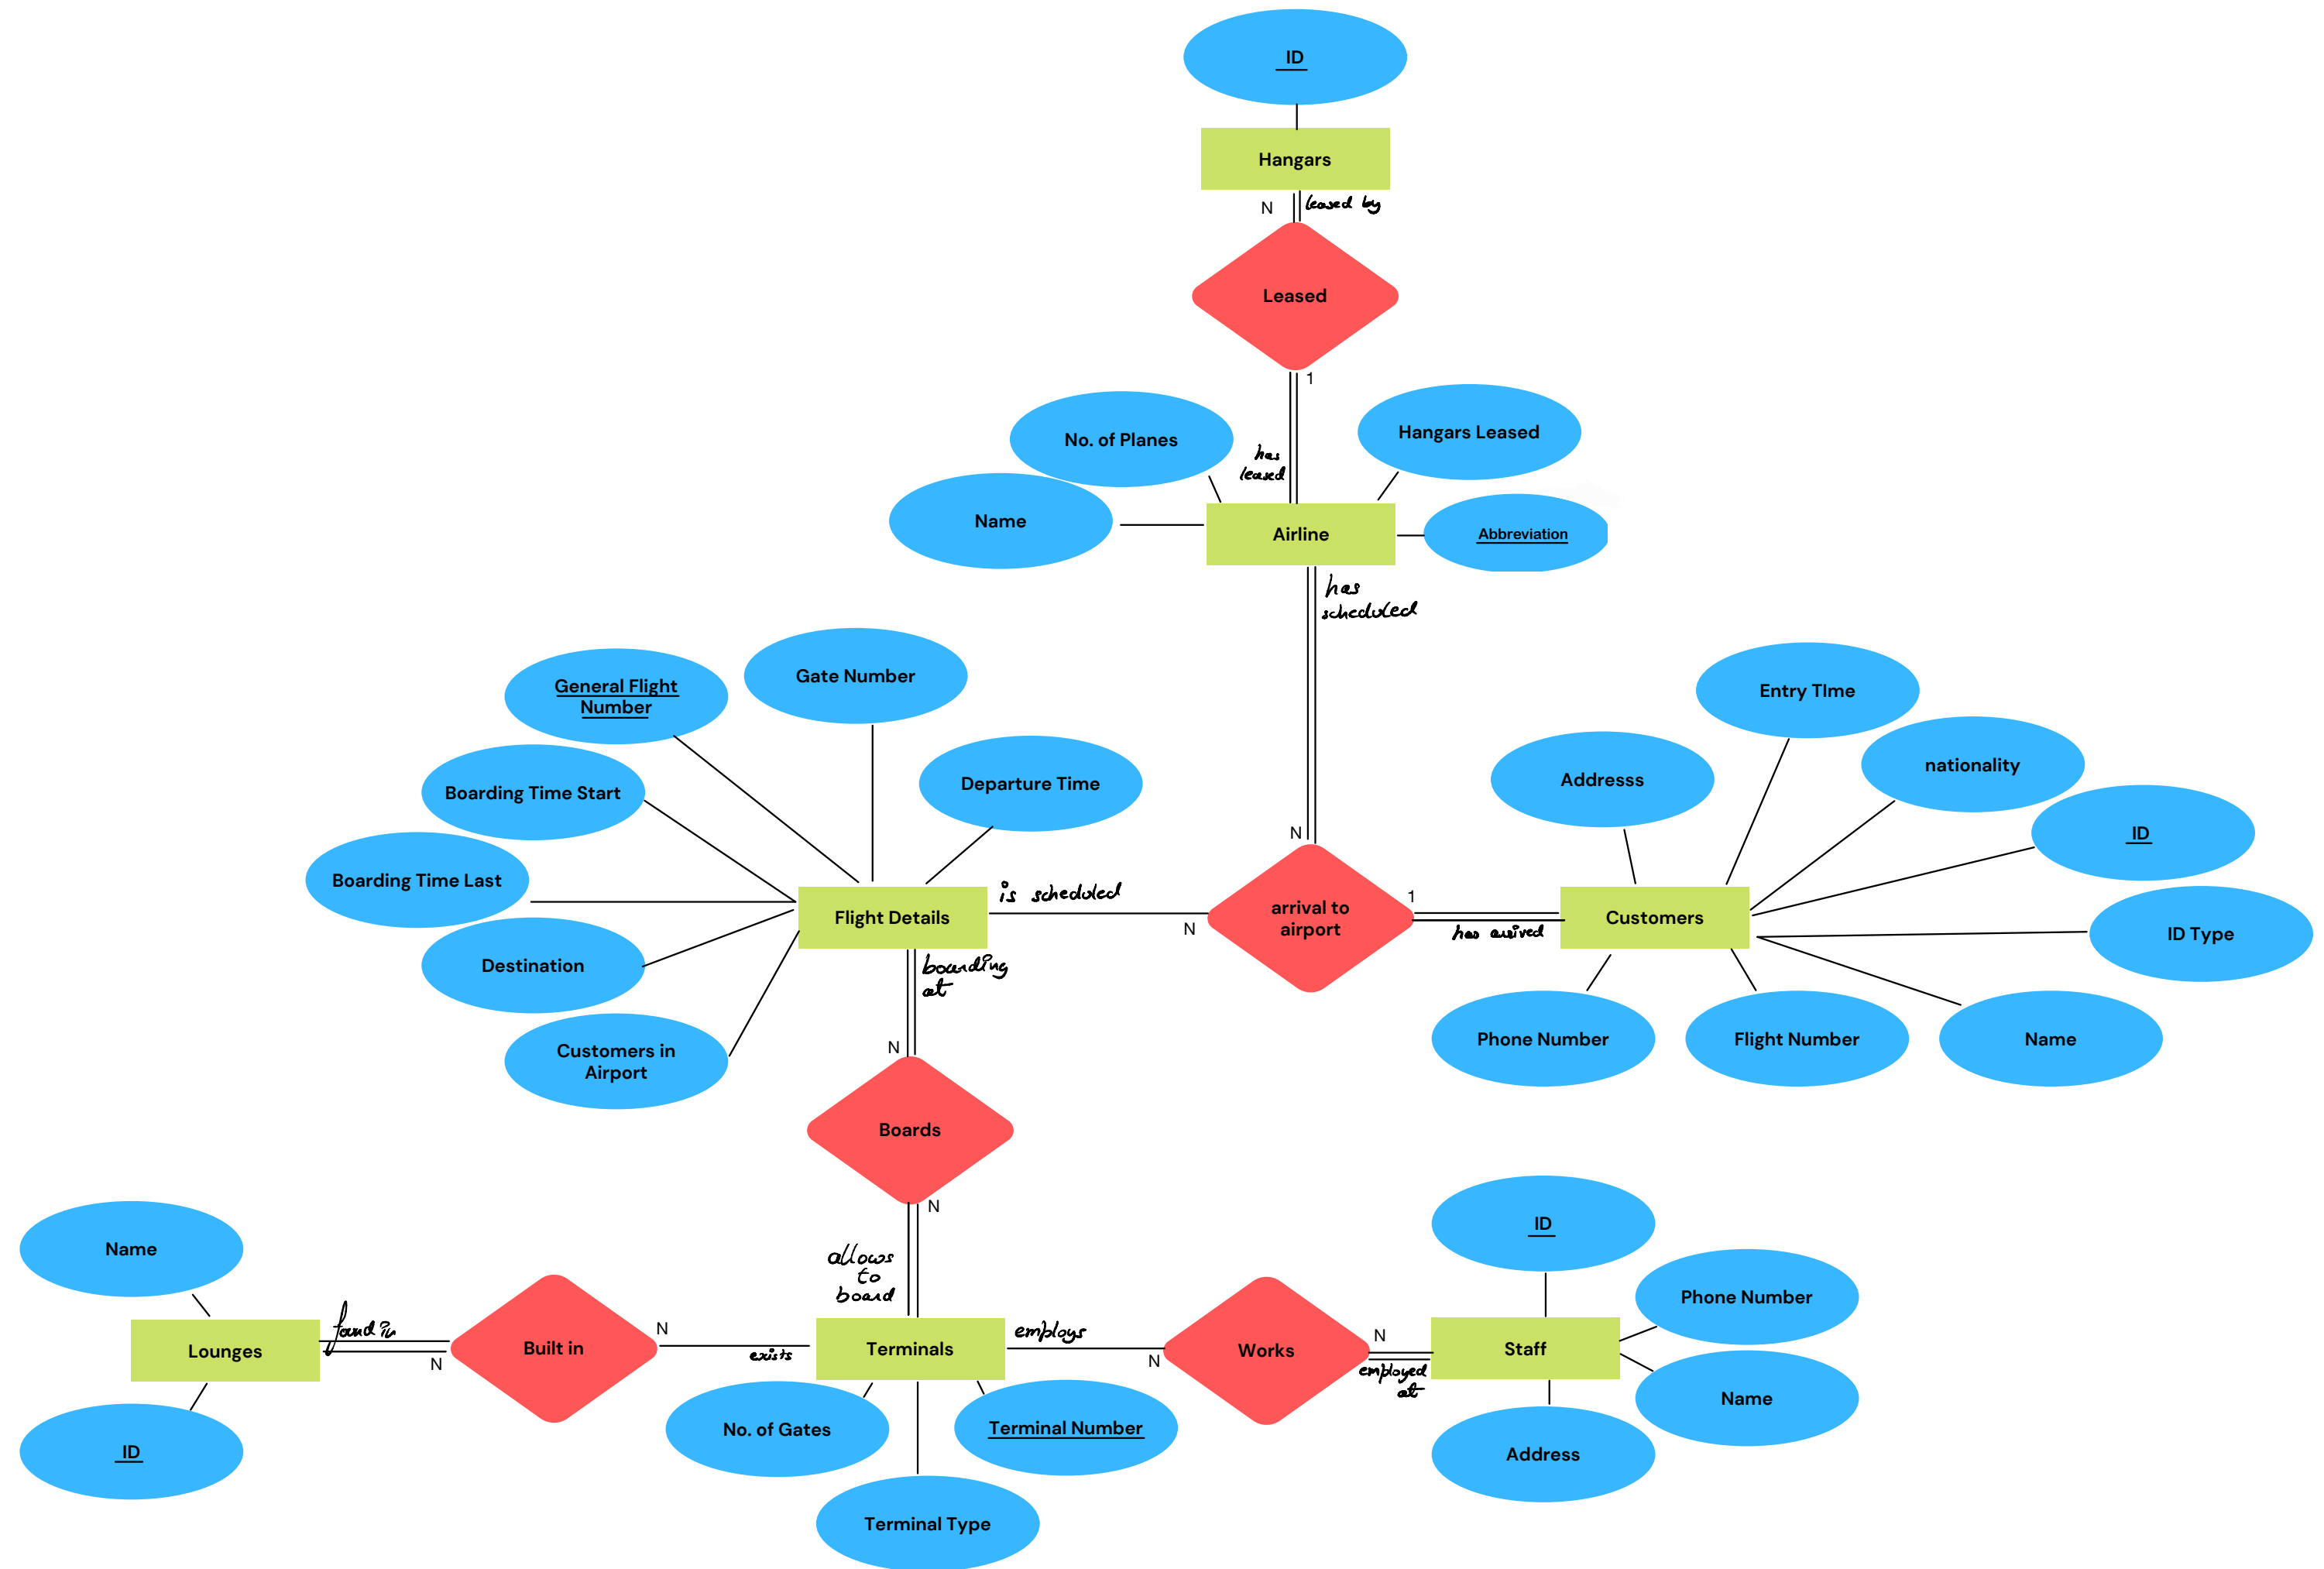 ID
Hangars
N
leased by
Leased
1
No. of Planes
Hangars Leased
has
leased
Name
Airline
Abbreviation
has
scheduled
General Flight
Number
Gate Number
Entry TIme
Boarding Time Start
Departure Time
Addresss
nationality
ID
N
Boarding Time Last
is scheduled
1
Flight Details
N
arrival to
airport
has arrived
Customers
ID Type
Destination
boarding
at
Phone Number
Flight Number
Name
Customers in
Airport
N
Boards
N
ID
Name
allows
to
board
Phone Number
Lounges
found in
N
Built in
N
exists
Terminals
employs
N
Works
N
employed
at
Staff
Name
ID
No. of Gates
Terminal Number
Address
Terminal Type